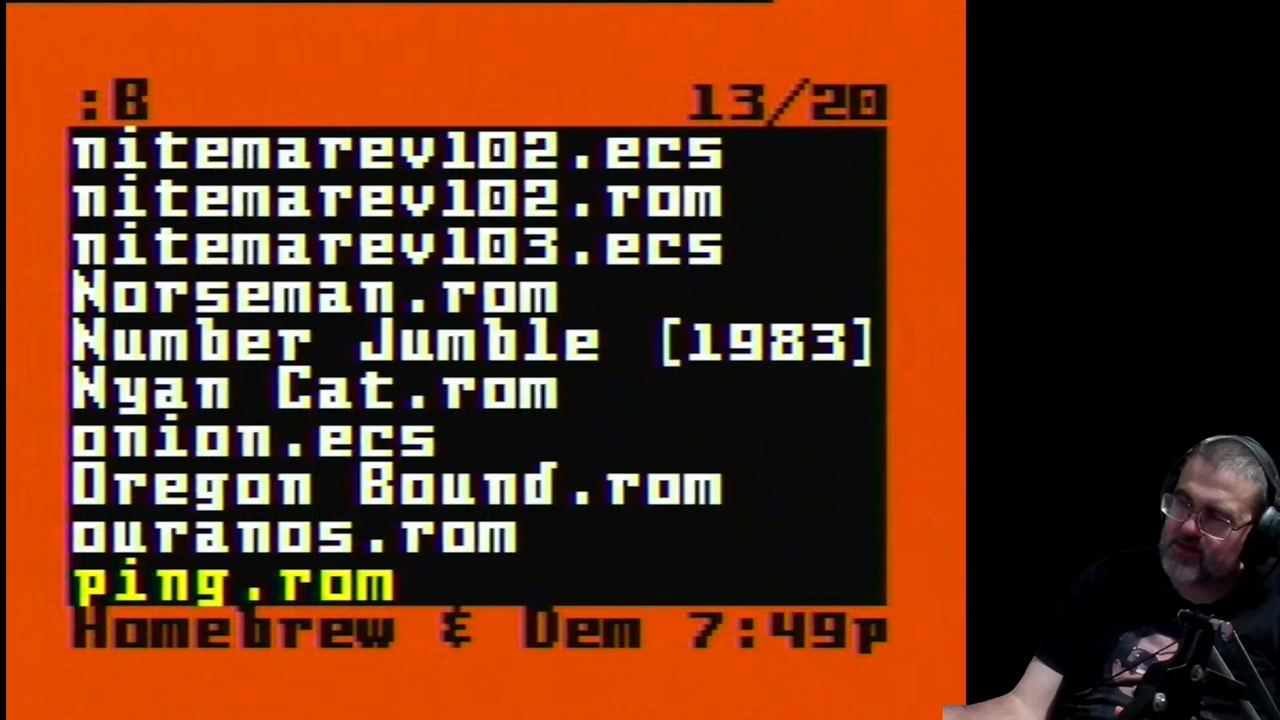 :B 13/20
nitemarev102.ecs
nitemarev102.rom
nitemarev103.ecs
Norseman.rom
Number Jumble [1983]
Nyan Cat.rom
onion.ecs
Oregon Bound.rom
ouranos.rom
ping.rom
Homebrew & Dem 7:49p